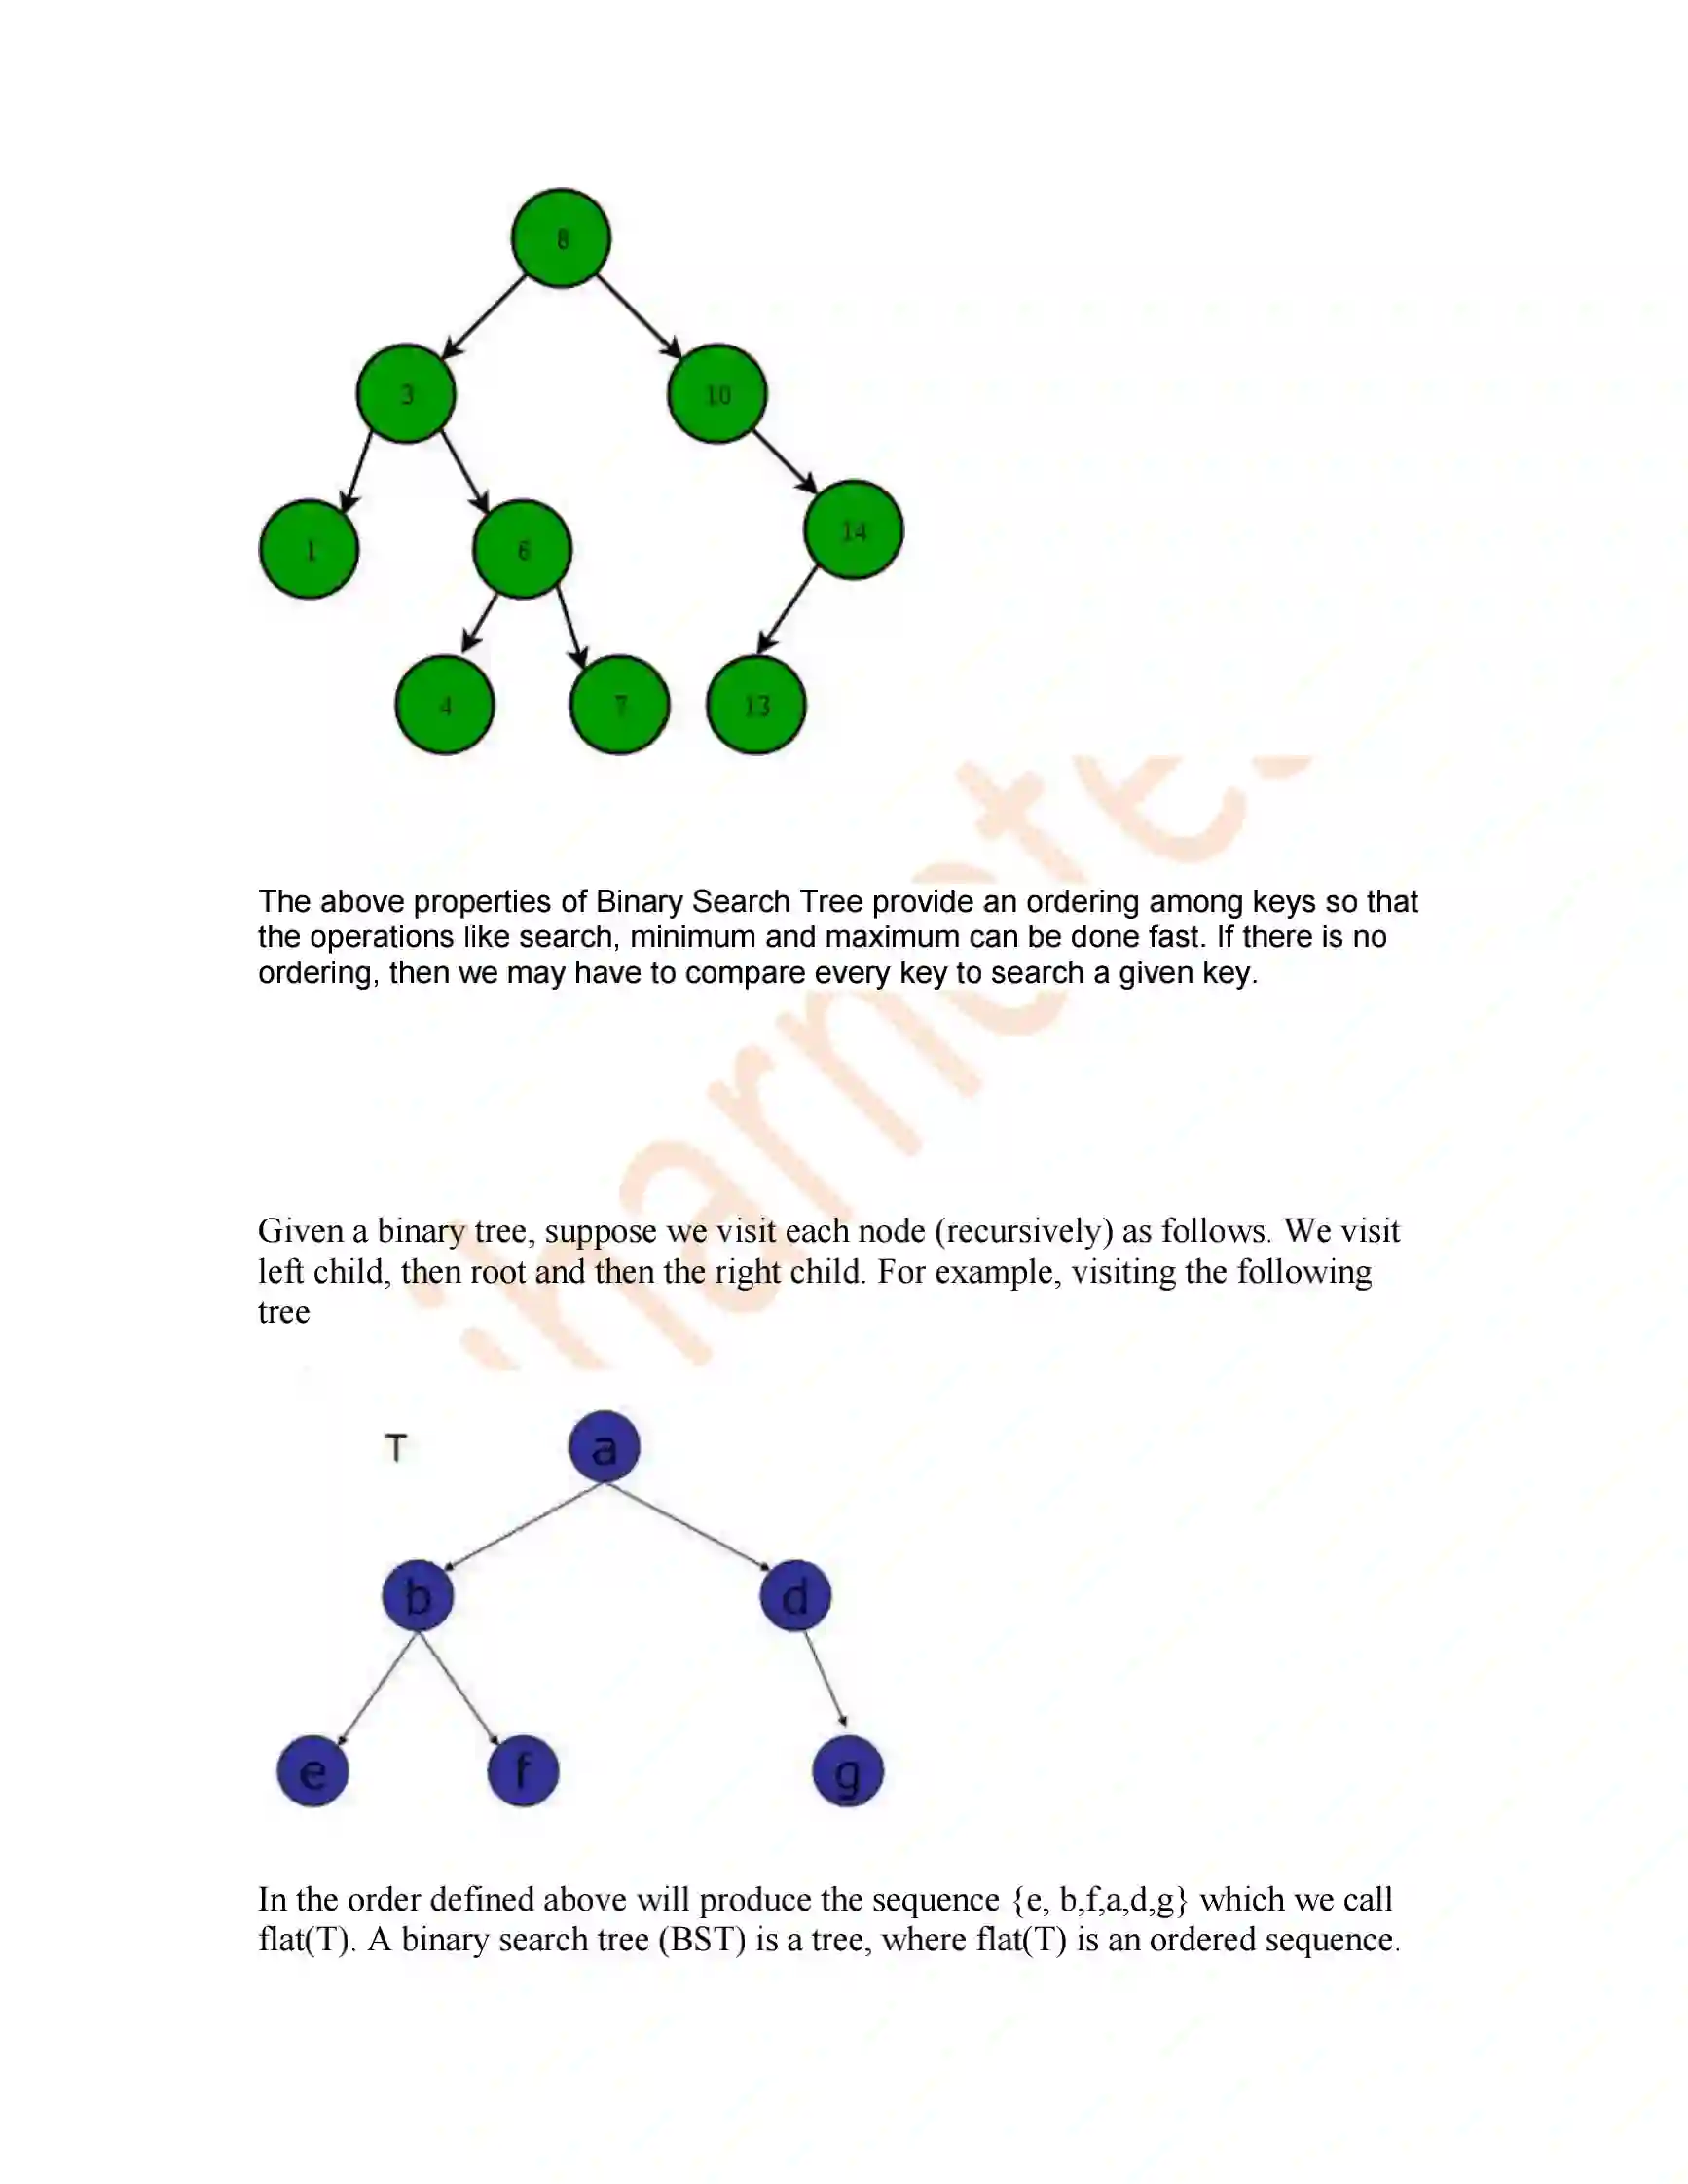 8
3
10
1
6
14
4
7
13
The above properties of Binary Search Tree provide an ordering among keys so that
the operations like search, minimum and maximum can be done fast. If there is no
ordering, then we may have to compare every key to search a given key.
Given a binary tree, suppose we visit each node (recursively) as follows. We visit
left child, then root and then the right child. For example, visiting the following
tree
T
a
b
d
e
f
g
In the order defined above will produce the sequence {e, b,f,a,d,g} which we call
flat(T). A binary search tree (BST) is a tree, where flat(T) is an ordered sequence.